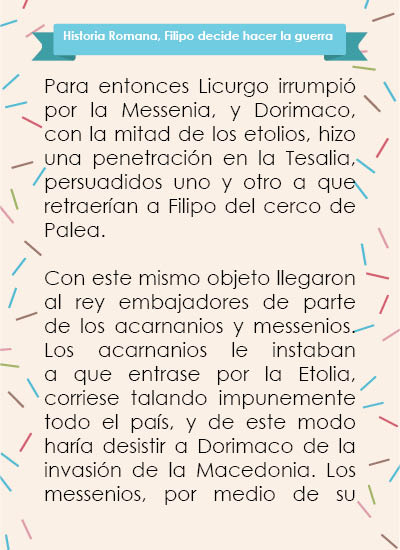 Historia Romana, Filipo decide hacer la guerra
Para entonces Licurgo irrumpió
por la Messenia, y Dorimaco,
con la mitad de los etolios, hizo
una penetración en la Tesalia,
persuadidos uno y otro a que
retraerían a Filipo del cerco de
Palea.
Con este mismo objeto llegaron
al rey embajadores de parte
de los acarnanios y messenios.
Los acarnanios le instaban
a que entrase por la Etolia,
corriese talando impunemente
todo el país, y de este modo
haría desistir a Dorimaco de la
invasión de la Macedonia. Los
messenios, por medio de su